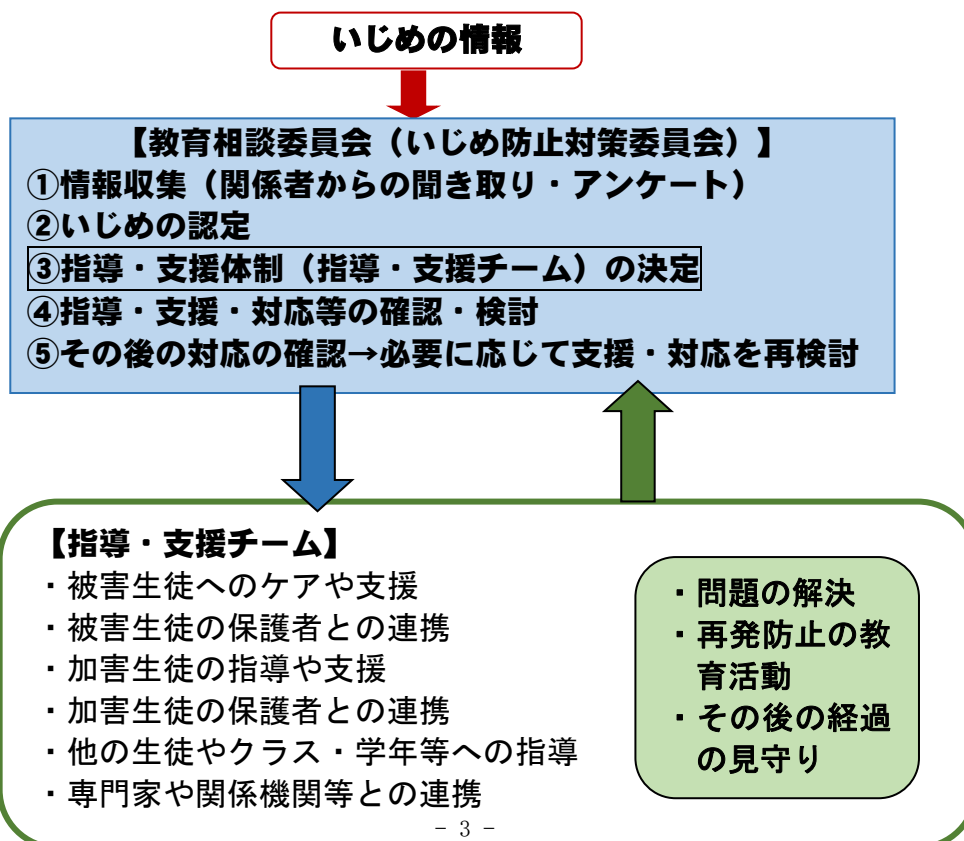 いじめの情報
【教育相談委員会（いじめ防止対策委員会）】
①情報収集（関係者からの聞き取り・アンケート）
②いじめの認定
③指導・支援体制（指導・支援チーム）の決定
④指導・支援・対応等の確認・検討
⑤その後の対応の確認→必要に応じて支援・対応を再検討
【指導・支援チーム】
・被害生徒へのケアや支援
・被害生徒の保護者との連携
・加害生徒の指導や支援
・加害生徒の保護者との連携
・他の生徒やクラス・学年等への指導
・専門家や関係機関等との連携
・問題の解決
・再発防止の教
育活動
・その後の経過
の見守り
- 3 -